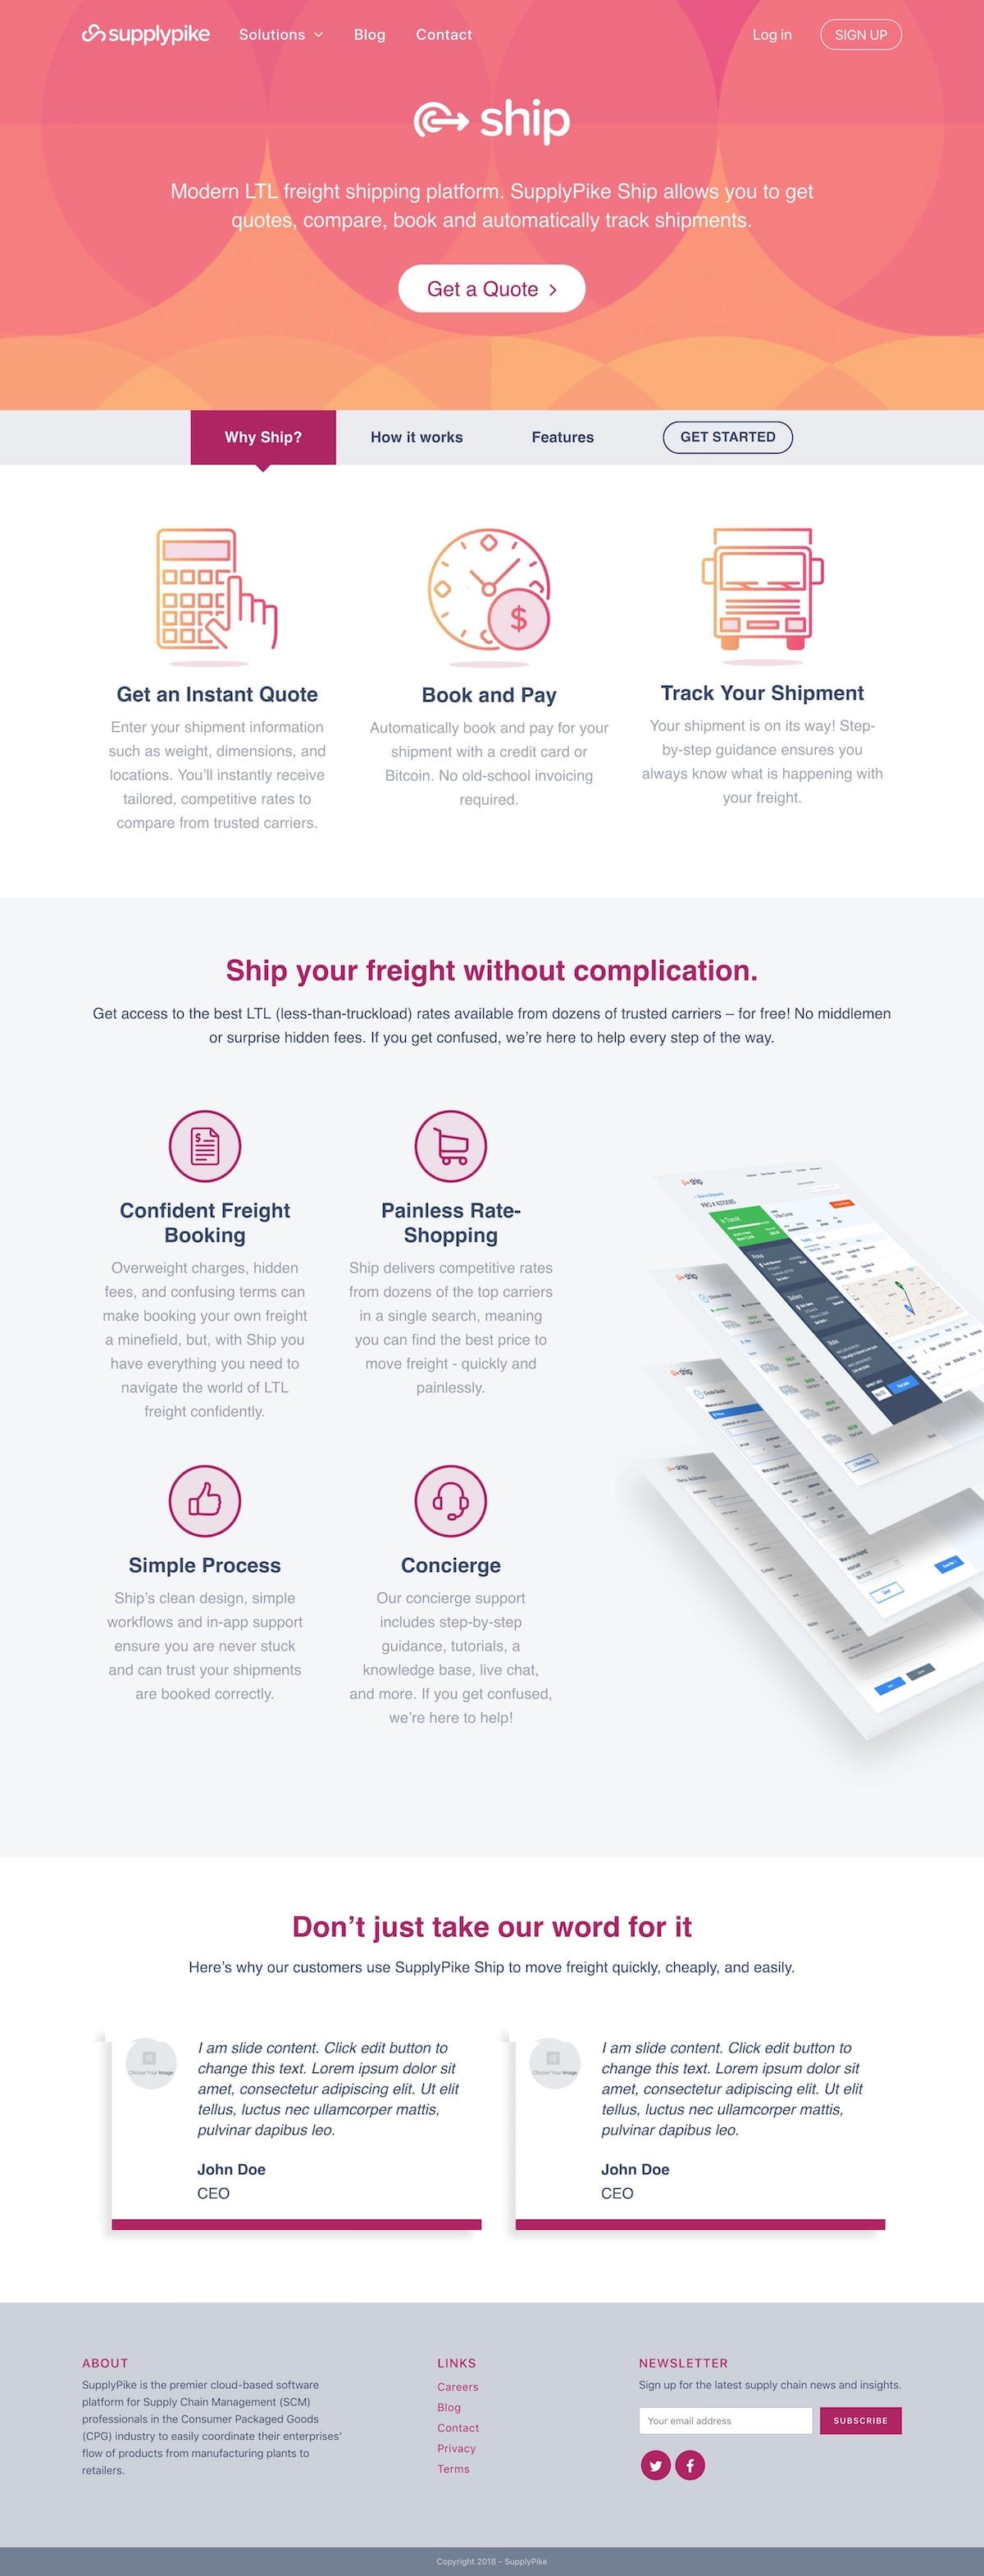 supplypike
Solutions
Blog
Contact
Log in
SIGN UP
ship
Modern LTL freight shipping platform. SupplyPike Ship allows you to get
quotes, compare, book and automatically track shipments.
Get a Quote
Why Ship?
How it works
Features
GET STARTED
$
Get an Instant Quote
Enter your shipment information
such as weight, dimensions, and
locations. You'll instantly receive
tailored, competitive rates to
compare from trusted carriers.
Book and Pay
Automatically book and pay for your
shipment with a credit card or
Bitcoin. No old-school invoicing
required.
Track Your Shipment
Your shipment is on its way! Step-
by-step guidance ensures you
always know what is happening with
your freight.
Ship your freight without complication.
Get access to the best LTL (less-than-truckload) rates available from dozens of trusted carriers – for free! No middlemen
or surprise hidden fees. If you get confused, we're here to help every step of the way.
$
Confident Freight
Booking
Overweight charges, hidden
fees, and confusing terms can
make booking your own freight
a minefield, but, with Ship you
have everything you need to
navigate the world of LTL
freight confidently.
Painless Rate-
Shopping
Ship delivers competitive rates
from dozens of the top carriers
in a single search, meaning
you can find the best price to
move freight - quickly and
painlessly.
Simple Process
Ship's clean design, simple
workflows and in-app support
ensure you are never stuck
and can trust your shipments
are booked correctly.
Concierge
Our concierge support
includes step-by-step
guidance, tutorials, a
knowledge base, live chat,
and more. If you get confused,
we're here to help!
ship
In Transit
ship
ship
ship
New Address
Don't just take our word for it
Here's why our customers use SupplyPike Ship to move freight quickly, cheaply, and easily.
Choose Your Image
I am slide content. Click edit button to
change this text. Lorem ipsum dolor sit
amet, consectetur adipiscing elit. Ut elit
tellus, luctus nec ullamcorper mattis,
pulvinar dapibus leo.
John Doe
CEO
Choose Your Image
I am slide content. Click edit button to
change this text. Lorem ipsum dolor sit
amet, consectetur adipiscing elit. Ut elit
tellus, luctus nec ullamcorper mattis,
pulvinar dapibus leo.
John Doe
CEO
ABOUT
SupplyPike is the premier cloud-based software
platform for Supply Chain Management (SCM)
professionals in the Consumer Packaged Goods
(CPG) industry to easily coordinate their enterprises'
flow of products from manufacturing plants to
retailers.
LINKS
Careers
Blog
Contact
Privacy
Terms
NEWSLETTER
Sign up for the latest supply chain news and insights.
Your email address
SUBSCRIBE
Copyright 2018 - SupplyPike